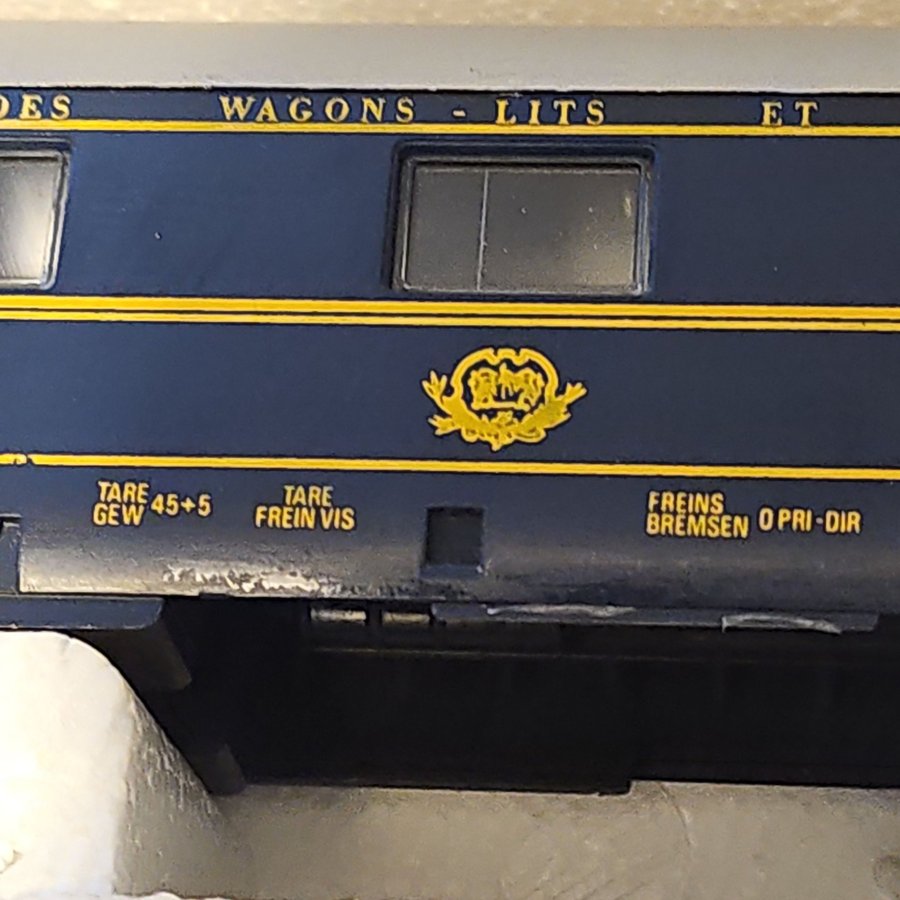 DES WAGONS - LITS ET
TARE
GEW 45+5
TARE
FREIN VIS
FREINS
BREMSEN O PRI-DIR